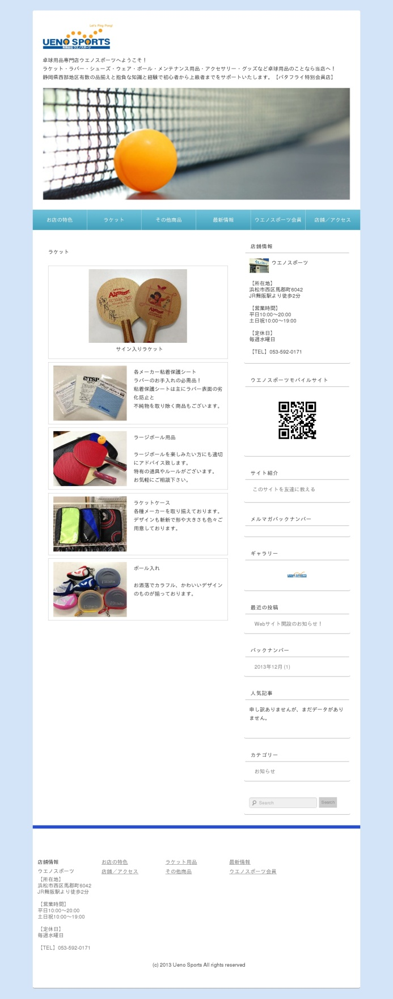 Let's Ping Pong!
UENO SPORTS
有限会社 ウエノスポーツ
卓球用品専門店ウエノスポーツへようこそ！
ラケット・ラバー・シューズ・ウェア・ボール・メンテナンス用品・アクセサリー・グッズなど卓球用品のことなら当店へ！
静岡県西部地区有数の品揃えと抱負な知識と経験で初心者から上級者までをサポートいたします。【バタフライ特別会員店】
お店の特色
ラケット
その他商品
最新情報
ウエノスポーツ会員
店舗／アクセス
ラケット
サイン入りラケット
TSP
各メーカー粘着保護シート
ラバーのお手入れの必需品！
粘着保護シートは主にラバー表面の劣
化防止と
不純物を取り除く商品もございます。
ラージボール用品
ラージボールを楽しみたい方にも適切
にアドバイス致します。
特有の道具やルールがございます。
お気軽にご相談下さい。
ラケットケース
各種メーカーを取り揃えております。
デザインも斬新で形や大きさも色々ご
用意しております。
ボール入れ
お洒落でカラフル、かわいいデザイン
のものが揃っております。
店舗情報
ウエノスポーツ
【所在地】
浜松市西区馬郡町6042
JR舞阪駅より徒歩2分
【営業時間】
平日10:00〜20:00
土日祝10:00〜19:00
【定休日】
毎週水曜日
【TEL】053-592-0171
ウエノスポーツモバイルサイト
サイト紹介
このサイトを友達に教える
メルマガバックナンバー
ギャラリー
UENO SPORTS
最近の投稿
Webサイト開設のお知らせ！
バックナンバー
2013年12月 (1)
人気記事
申し訳ありませんが、まだデータがあり
ません。
カテゴリー
お知らせ
Search
Search
店舗情報
ウエノスポーツ
【所在地】
浜松市西区馬郡町6042
JR舞阪駅より徒歩2分
【営業時間】
平日10:00〜20:00
土日祝10:00〜19:00
【定休日】
毎週水曜日
【TEL】053-592-0171
お店の特色
店舗／アクセス
ラケット用品
その他商品
最新情報
ウエノスポーツ会員
(c) 2013 Ueno Sports All rights reserved